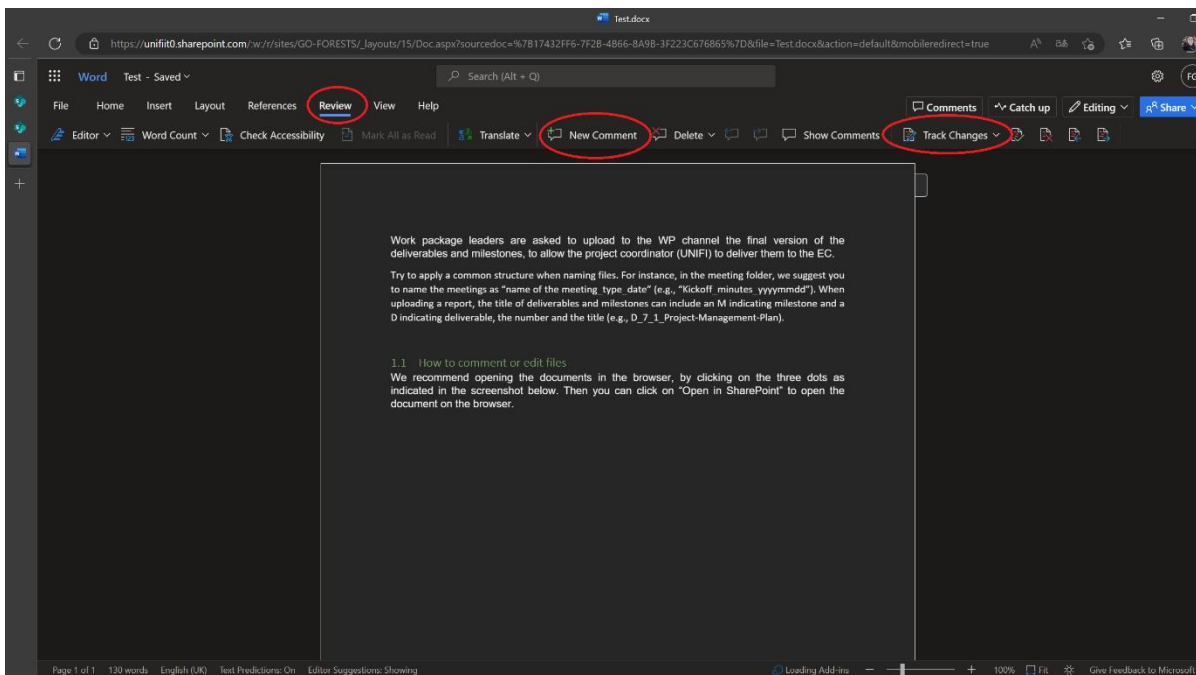 Test.docx
https://unifiit0.sharepoint.com/:w:/r/sites/GO-FORESTS/_layouts/15/Doc.aspx?sourcedoc=%7B17432FF6-7F2B-4B66-8A9B-3F223C676865%7D&file=Test.docx&action=default&mobileredirect=true
Word Test - Saved
Search (Alt + Q)
File Home Insert Layout References Review View Help
Comments Catch up Editing Share
Editor Word Count Check Accessibility Mark All as Read Translate New Comment Delete Show Comments Track Changes
Work package leaders are asked to upload to the WP channel the final version of the
deliverables and milestones, to allow the project coordinator (UNIFI) to deliver them to the EC.
Try to apply a common structure when naming files. For instance, in the meeting folder, we suggest you
to name the meetings as “name of the meeting_type_date” (e.g., “Kickoff_minutes_yyyymmdd”). When
uploading a report, the title of deliverables and milestones can include an M indicating milestone and a
D indicating deliverable, the number and the title (e.g., D_7_1_Project-Management-Plan).
1.1 How to comment or edit files
We recommend opening the documents in the browser, by clicking on the three dots as
indicated in the screenshot below. Then you can click on “Open in SharePoint” to open the
document on the browser.
Page 1 of 1 130 words English (UK) Text Predictions: On Editor Suggestions: Showing
Loading Add-ins 100% Fit Give Feedback to Microsoft